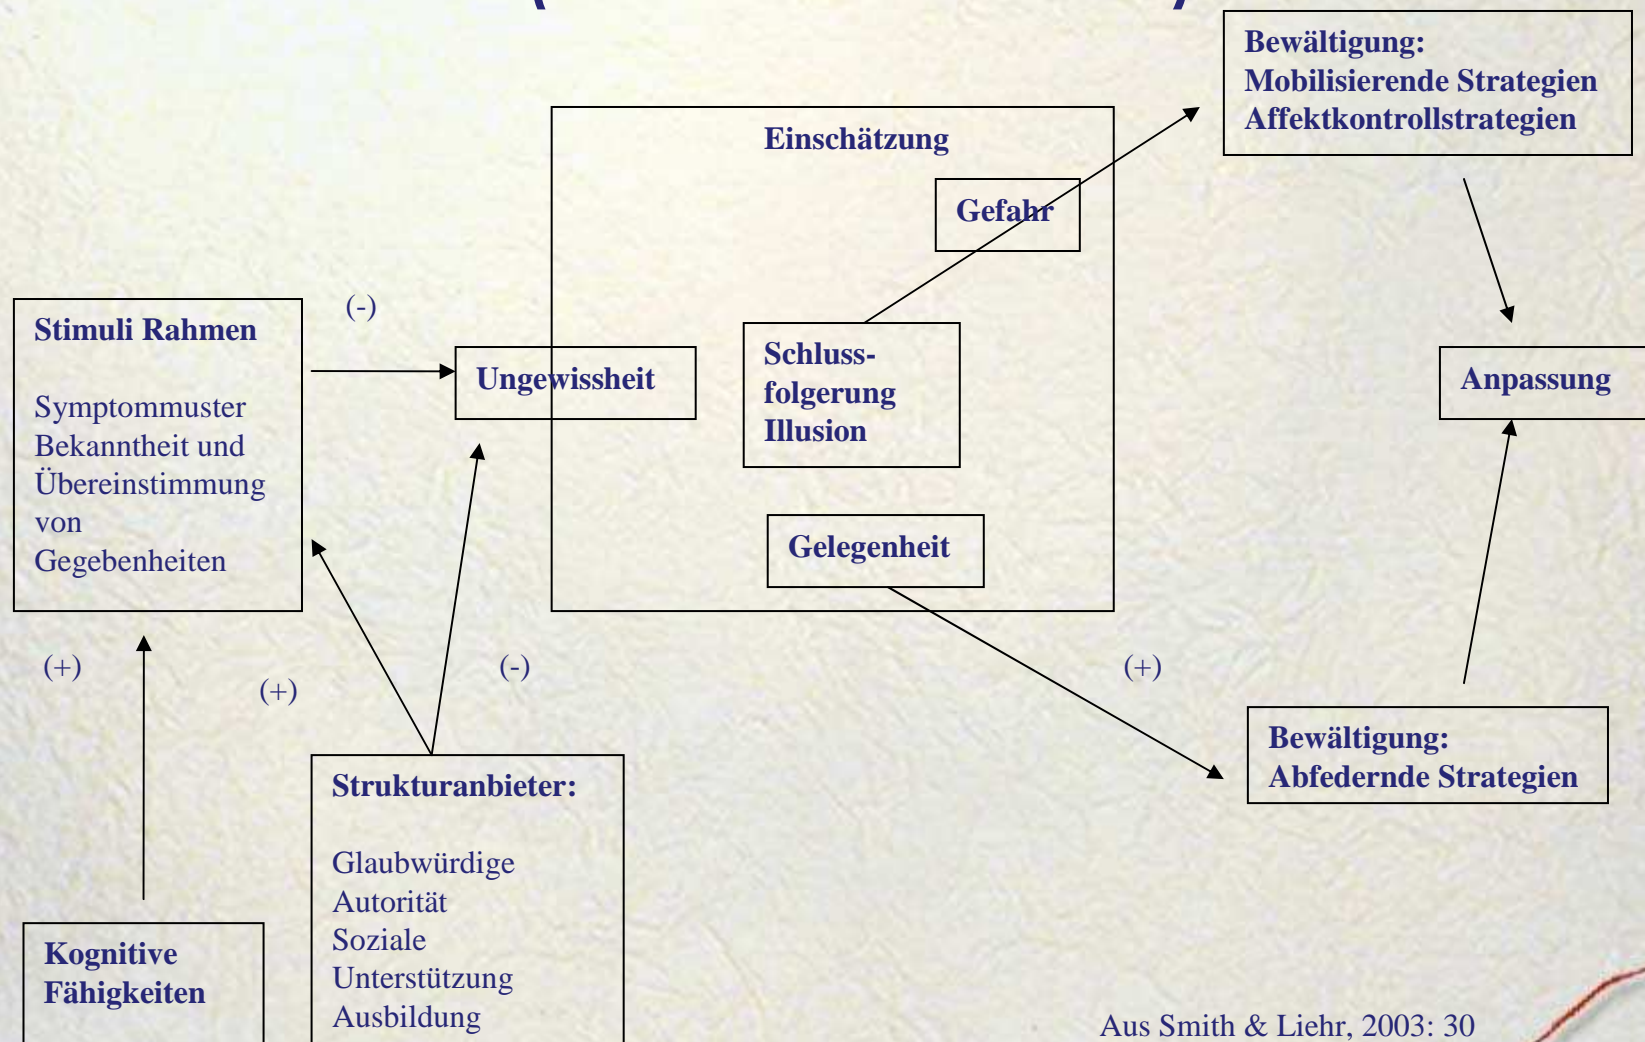 Bewältigung:
Mobilisierende Strategien
Affektkontrollstrategien
Einschätzung
Gefahr
(-)
Stimuli Rahmen
Symptommuster
Bekanntheit und
Übereinstimmung
von
Gegebenheiten
Ungewissheit
Schluss-
folgerung
Illusion
Anpassung
Gelegenheit
(+)
(+)
(-)
(+)
Bewältigung:
Abfedernde Strategien
Strukturanbieter:
Glaubwürdige
Autorität
Soziale
Unterstützung
Ausbildung
Kognitive
Fähigkeiten
Aus Smith & Liehr, 2003: 30